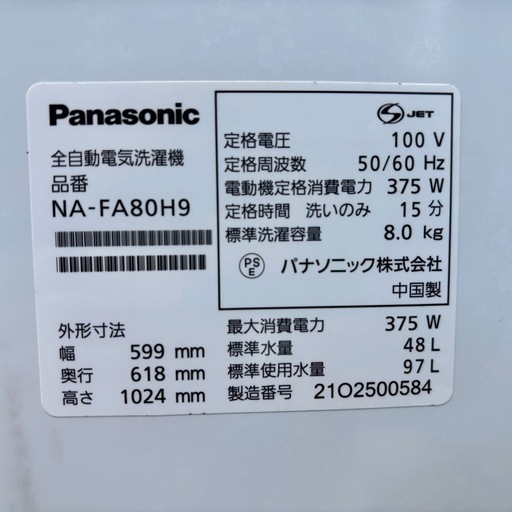 Panasonic
全自動電気洗濯機
品番
NA-FA80H9
外形寸法
幅 599 mm
奥行 618 mm
高さ 1024 mm
S JET
定格電圧 100 V
定格周波数 50/60 Hz
電動機定格消費電力 375 W
定格時間 洗いのみ 15 分
標準洗濯容量 8.0 kg
PS E パナソニック株式会社
中国製
最大消費電力 375 W
標準水量 48 L
標準使用水量 97 L
製造番号 21O2500584